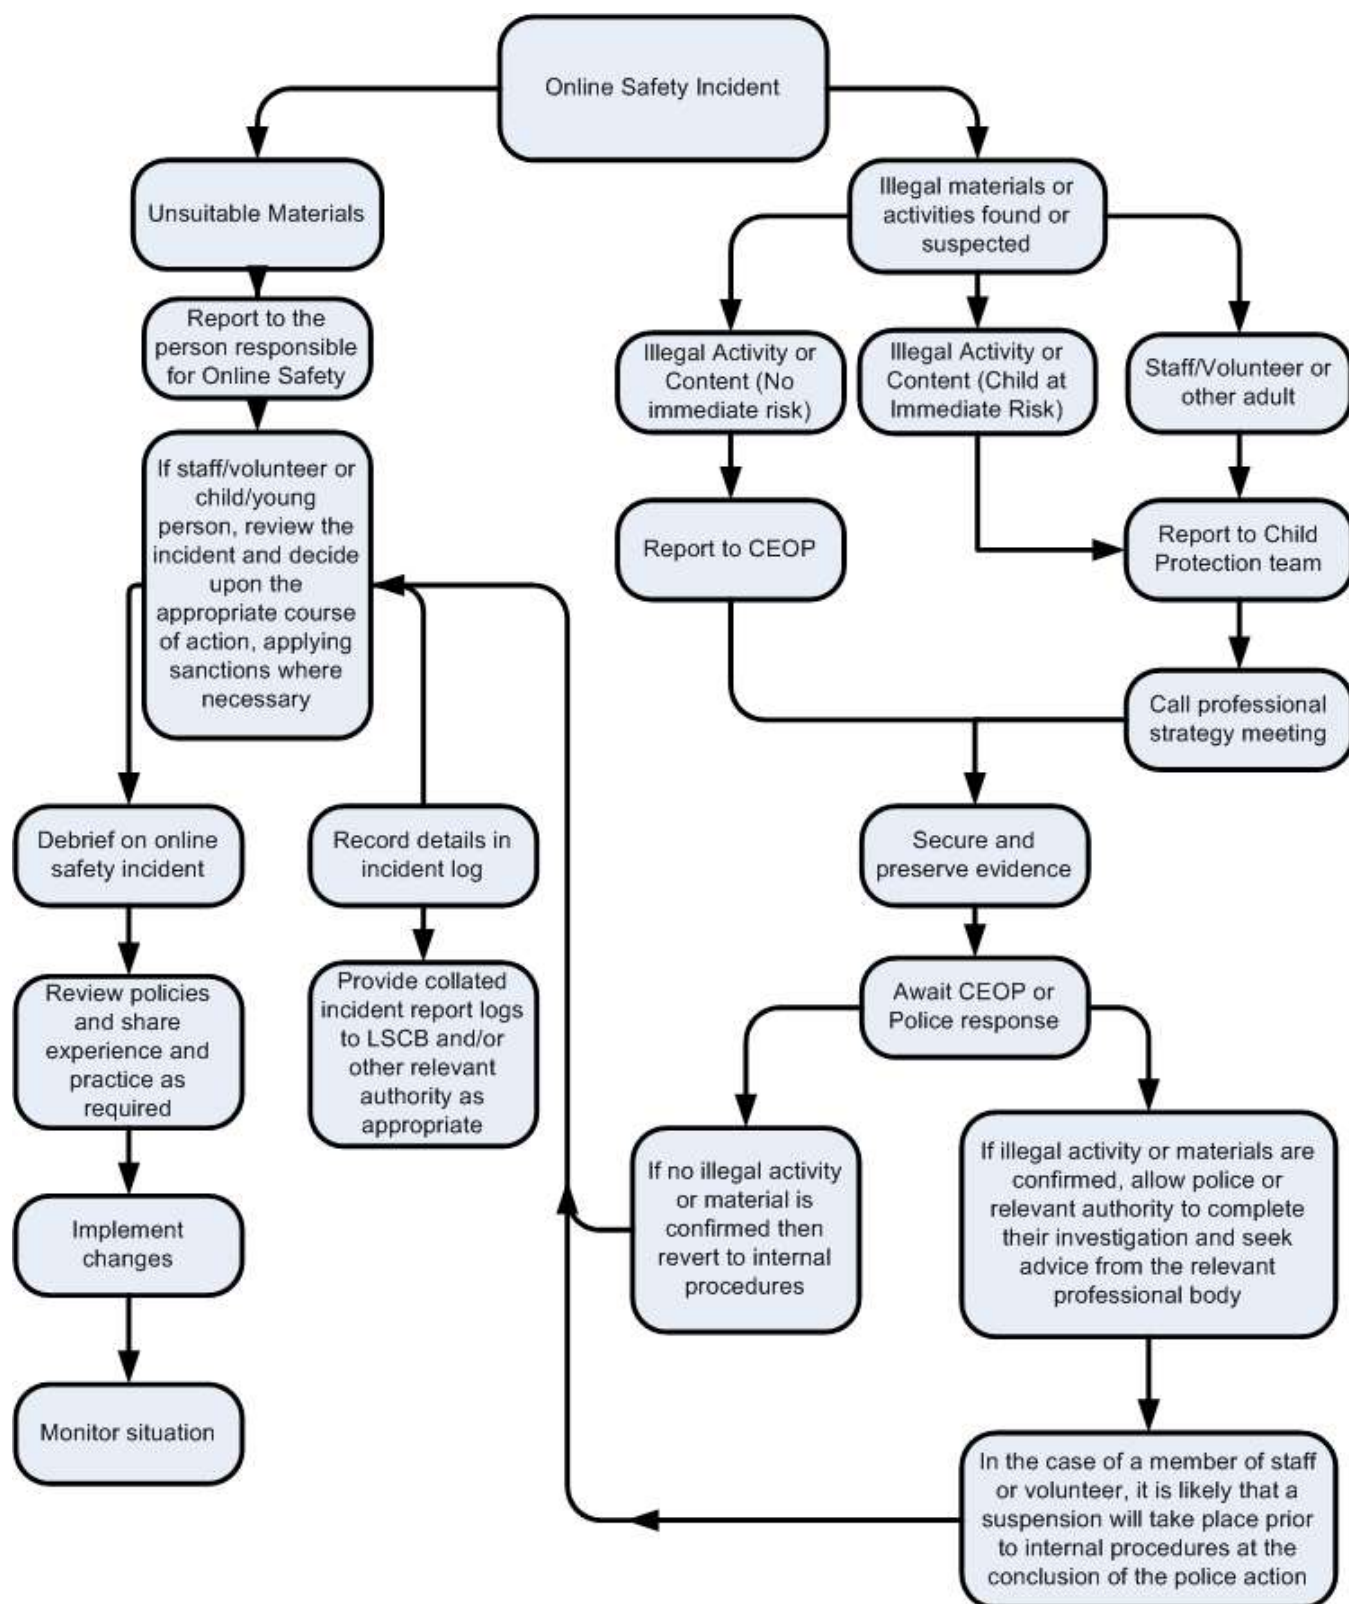 Online Safety Incident
Unsuitable Materials
Illegal materials or
activities found or
suspected
Report to the
person responsible
for Online Safety
Illegal Activity or
Content (No
immediate risk)
Illegal Activity or
Content (Child at
Immediate Risk)
Staff/Volunteer or
other adult
If staff/volunteer or
child/young
person, review the
incident and decide
upon the
appropriate course
of action, applying
sanctions where
necessary
Report to CEOP
Report to Child
Protection team
Call professional
strategy meeting
Debrief on online
safety incident
Record details in
incident log
Secure and
preserve evidence
Review policies
and share
experience and
practice as
required
Provide collated
incident report logs
to LSCB and/or
other relevant
authority as
appropriate
Await CEOP or
Police response
Implement
changes
If no illegal activity
or material is
confirmed then
revert to internal
procedures
If illegal activity or materials are
confirmed, allow police or
relevant authority to complete
their investigation and seek
advice from the relevant
professional body
Monitor situation
In the case of a member of staff
or volunteer, it is likely that a
suspension will take place prior
to internal procedures at the
conclusion of the police action